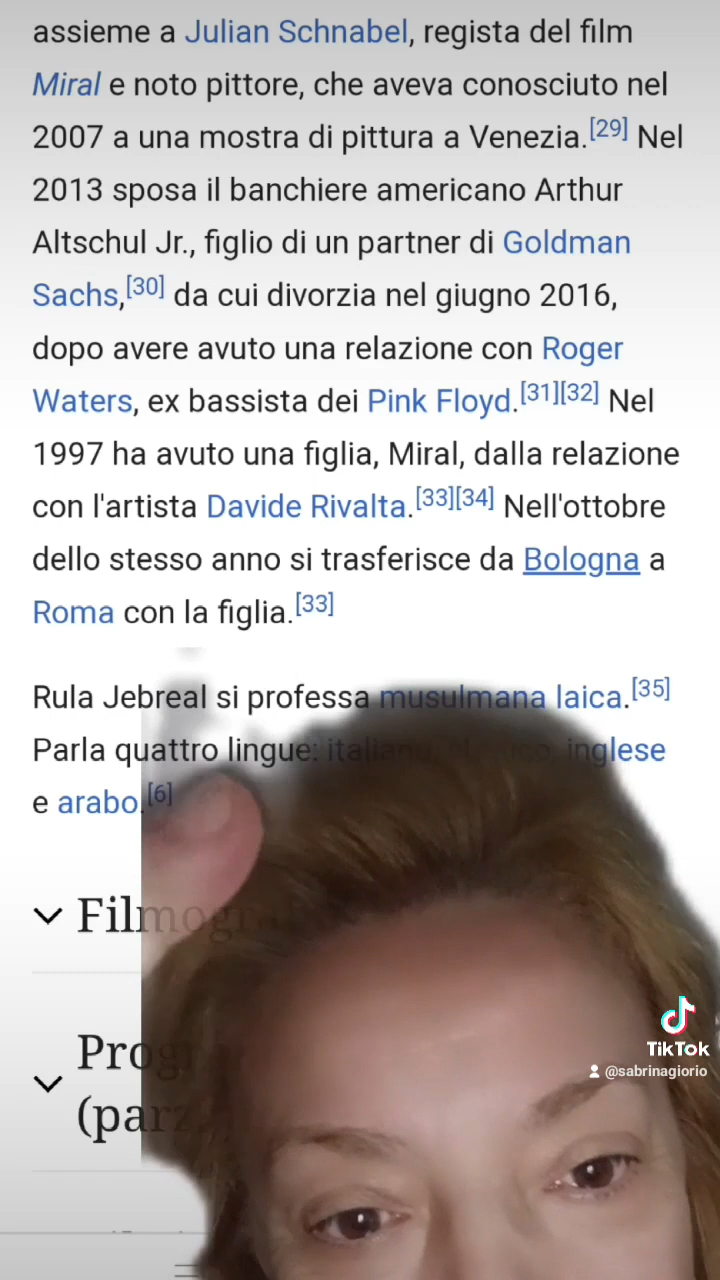 assieme a Julian Schnabel, regista del film
Miral e noto pittore, che aveva conosciuto nel
2007 a una mostra di pittura a Venezia.[29] Nel
2013 sposa il banchiere americano Arthur
Altschul Jr., figlio di un partner di Goldman
Sachs,[30] da cui divorzia nel giugno 2016,
dopo avere avuto una relazione con Roger
Waters, ex bassista dei Pink Floyd.[31][32] Nel
1997 ha avuto una figlia, Miral, dalla relazione
con l'artista Davide Rivalta.[33][34] Nell'ottobre
dello stesso anno si trasferisce da Bologna a
Roma con la figlia.[33]
Rula Jebreal si professa musulmana laica.[35]
Parla quattro lingue: italiano, inglese
e arabo.[6]
TikTok
@sabrinagiorio